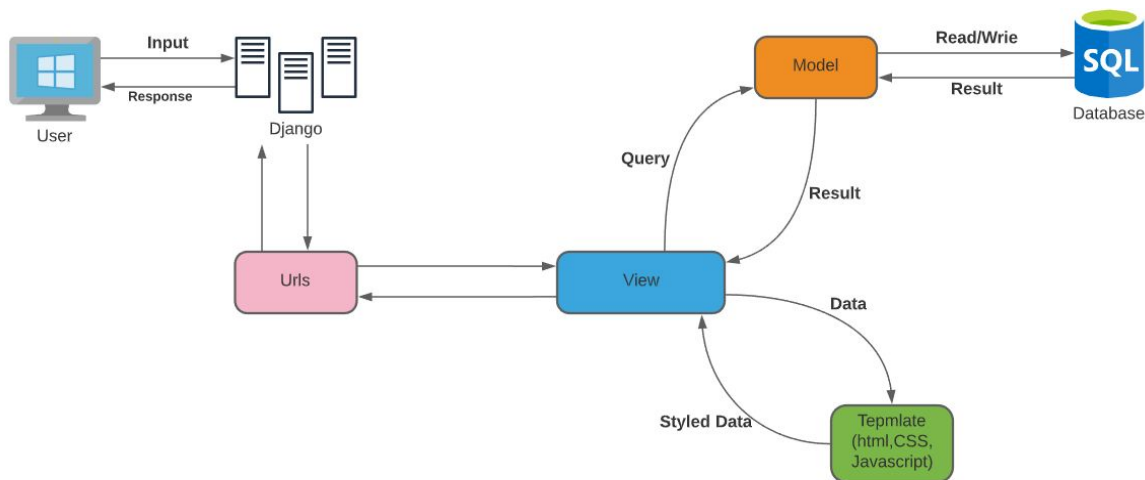 Input
Response
User
Django
Urls
View
Query
Result
Model
Read/Wrie
Result
SQL
Database
Data
Styled Data
Tepmlate
(html,CSS,
Javascript)